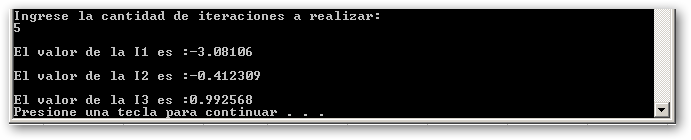 Ingrese la cantidad de iteraciones a realizar:
5
El valor de la I1 es :-3.08106
El valor de la I2 es :-0.412309
El valor de la I3 es :0.992568
Presione una tecla para continuar . . .